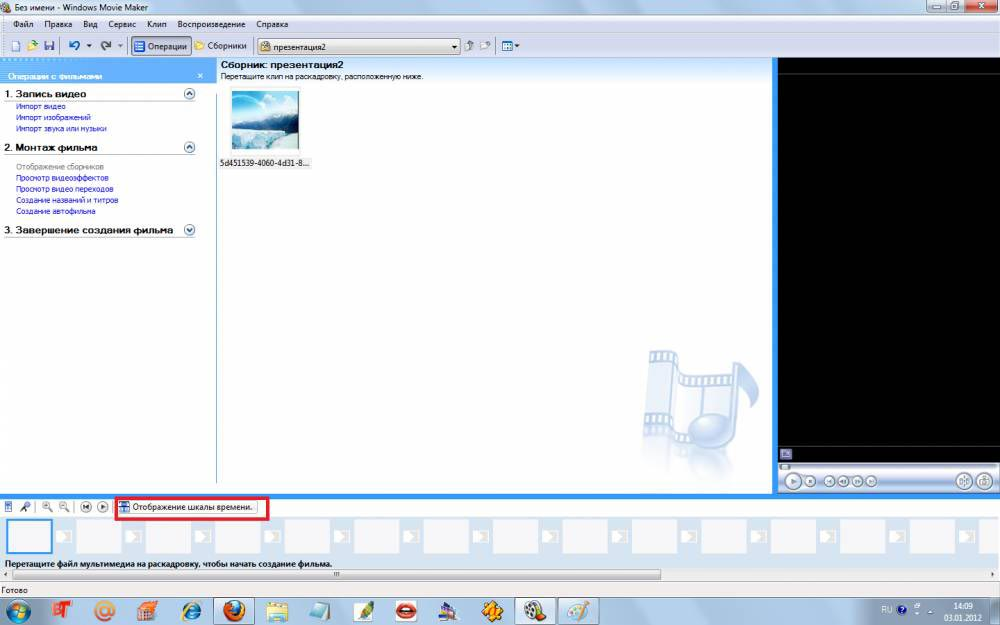 Без имени - Windows Movie Maker
Файл Правка Вид Сервис Клип Воспроизведение Справка
Операции Сборники презентация2
Операции с фильмами
Сборник: презентация2
Перетащите клип на раскадровку, расположенную ниже.
1. Запись видео
Импорт видео
Импорт изображений
Импорт звука или музыки
2. Монтаж фильма
Отображение сборников
Просмотр видеоэффектов
Просмотр видео переходов
Создание названий и титров
Создание автофильма
3. Завершение создания фильма
5d451539-4060-4d31-8...
Отображение шкалы времени.
Перетащите файл мультимедиа на раскадровку, чтобы начать создание фильма.
Готово
RU
14:09
03.01.2012